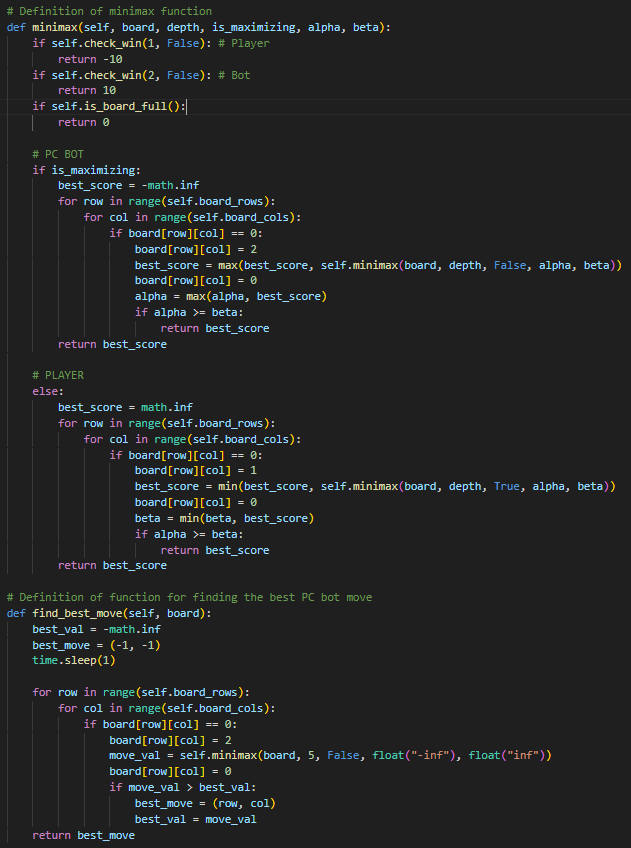 # Definition of minimax function
def minimax(self, board, depth, is_maximizing, alpha, beta):
    if self.check_win(1, False): # Player
        return -10
    if self.check_win(2, False): # Bot
        return 10
    if self.is_board_full():
        return 0

    # PC BOT
    if is_maximizing:
        best_score = -math.inf
        for row in range(self.board_rows):
            for col in range(self.board_cols):
                if board[row][col] == 0:
                    board[row][col] = 2
                    best_score = max(best_score, self.minimax(board, depth, False, alpha, beta))
                    board[row][col] = 0
                    alpha = max(alpha, best_score)
                    if alpha >= beta:
                        return best_score
        return best_score

    # PLAYER
    else:
        best_score = math.inf
        for row in range(self.board_rows):
            for col in range(self.board_cols):
                if board[row][col] == 0:
                    board[row][col] = 1
                    best_score = min(best_score, self.minimax(board, depth, True, alpha, beta))
                    board[row][col] = 0
                    beta = min(beta, best_score)
                    if alpha >= beta:
                        return best_score
        return best_score

# Definition of function for finding the best PC bot move
def find_best_move(self, board):
    best_val = -math.inf
    best_move = (-1, -1)
    time.sleep(1)

    for row in range(self.board_rows):
        for col in range(self.board_cols):
            if board[row][col] == 0:
                board[row][col] = 2
                move_val = self.minimax(board, 5, False, float("-inf"), float("inf"))
                board[row][col] = 0
                if move_val > best_val:
                    best_move = (row, col)
                    best_val = move_val
    return best_move